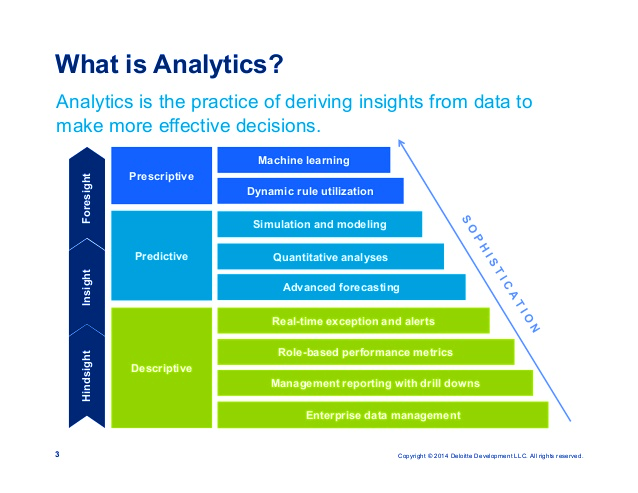 What is Analytics?
Analytics is the practice of deriving insights from data to
make more effective decisions.
Foresight
Insight
Hindsight
Prescriptive
Machine learning
Dynamic rule utilization
Predictive
Simulation and modeling
Quantitative analyses
Advanced forecasting
Descriptive
Real-time exception and alerts
Role-based performance metrics
Management reporting with drill downs
Enterprise data management
SOPHISTICATION
3
Copyright © 2014 Deloitte Development LLC. All rights reserved.